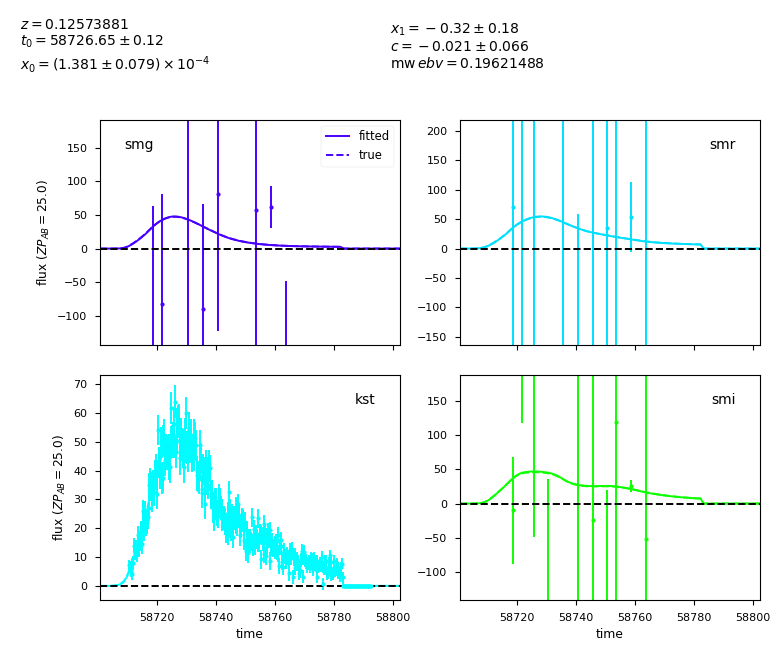 z = 0.12573881
t₀ = 58726.65 ± 0.12
x₀ = (1.381 ± 0.079) × 10⁻⁴
x₁ = −0.32 ± 0.18
c = −0.021 ± 0.066
mw ebv = 0.19621488
smg
fitted
true
150
100
50
0
−50
−100
flux (ZP_AB = 25.0)
smr
200
150
100
50
0
−50
−100
−150
kst
70
60
50
40
30
20
10
0
flux (ZP_AB = 25.0)
58720 58740 58760 58780 58800
time
smi
150
100
50
0
−50
−100
58720 58740 58760 58780 58800
time